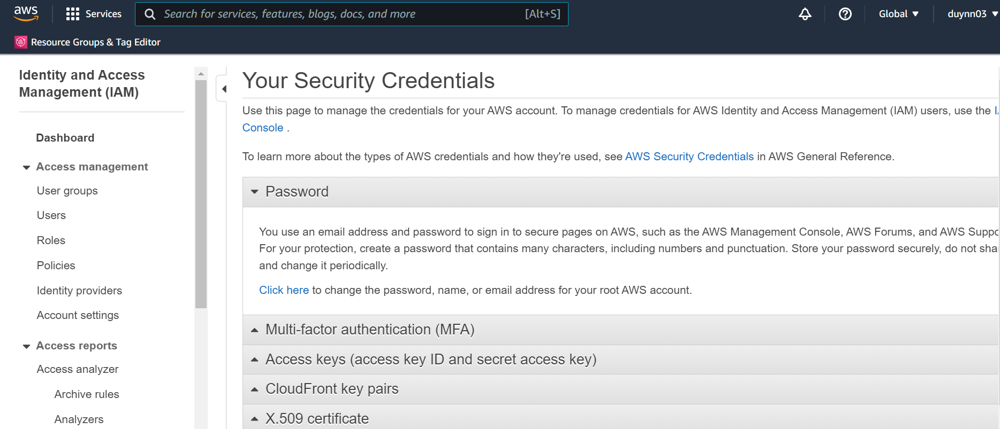 aws
Services
Search for services, features, blogs, docs, and more
[Alt+S]
Global
duynn03
Resource Groups & Tag Editor
Identity and Access
Management (IAM)
Dashboard
Access management
User groups
Users
Roles
Policies
Identity providers
Account settings
Access reports
Access analyzer
Archive rules
Analyzers
Your Security Credentials
Use this page to manage the credentials for your AWS account. To manage credentials for AWS Identity and Access Management (IAM) users, use the
Console .
To learn more about the types of AWS credentials and how they're used, see AWS Security Credentials in AWS General Reference.
Password
You use an email address and password to sign in to secure pages on AWS, such as the AWS Management Console, AWS Forums, and AWS
For your protection, create a password that contains many characters, including numbers and punctuation. Store your password securely, do not
and change it periodically.
Click here to change the password, name, or email address for your root AWS account.
Multi-factor authentication (MFA)
Access keys (access key ID and secret access key)
CloudFront key pairs
X.509 certificate